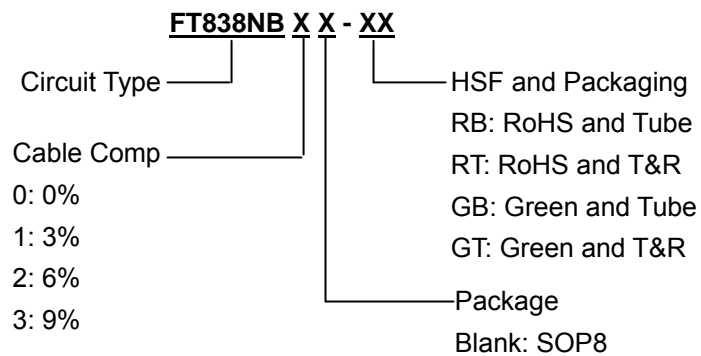 FT838NB X X - XX
Circuit Type
Cable Comp
0: 0%
1: 3%
2: 6%
3: 9%
HSF and Packaging
RB: RoHS and Tube
RT: RoHS and T&R
GB: Green and Tube
GT: Green and T&R
Package
Blank: SOP8